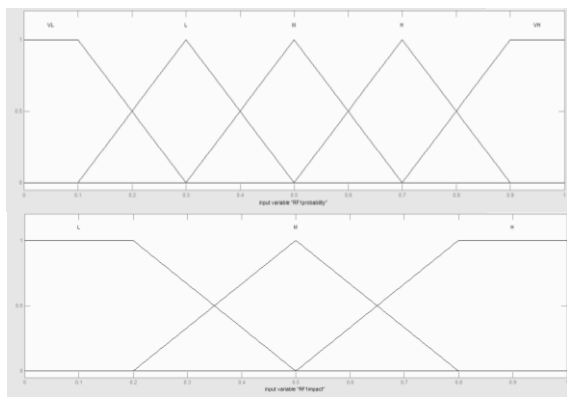 VL L M H VH
1
0.5
0
0 0.1 0.2 0.3 0.4 0.5 0.6 0.7 0.8 0.9 1
input variable "RF1probability"
L M H
1
0.5
0
0 0.1 0.2 0.3 0.4 0.5 0.6 0.7 0.8 0.9 1
input variable "RF1impact"